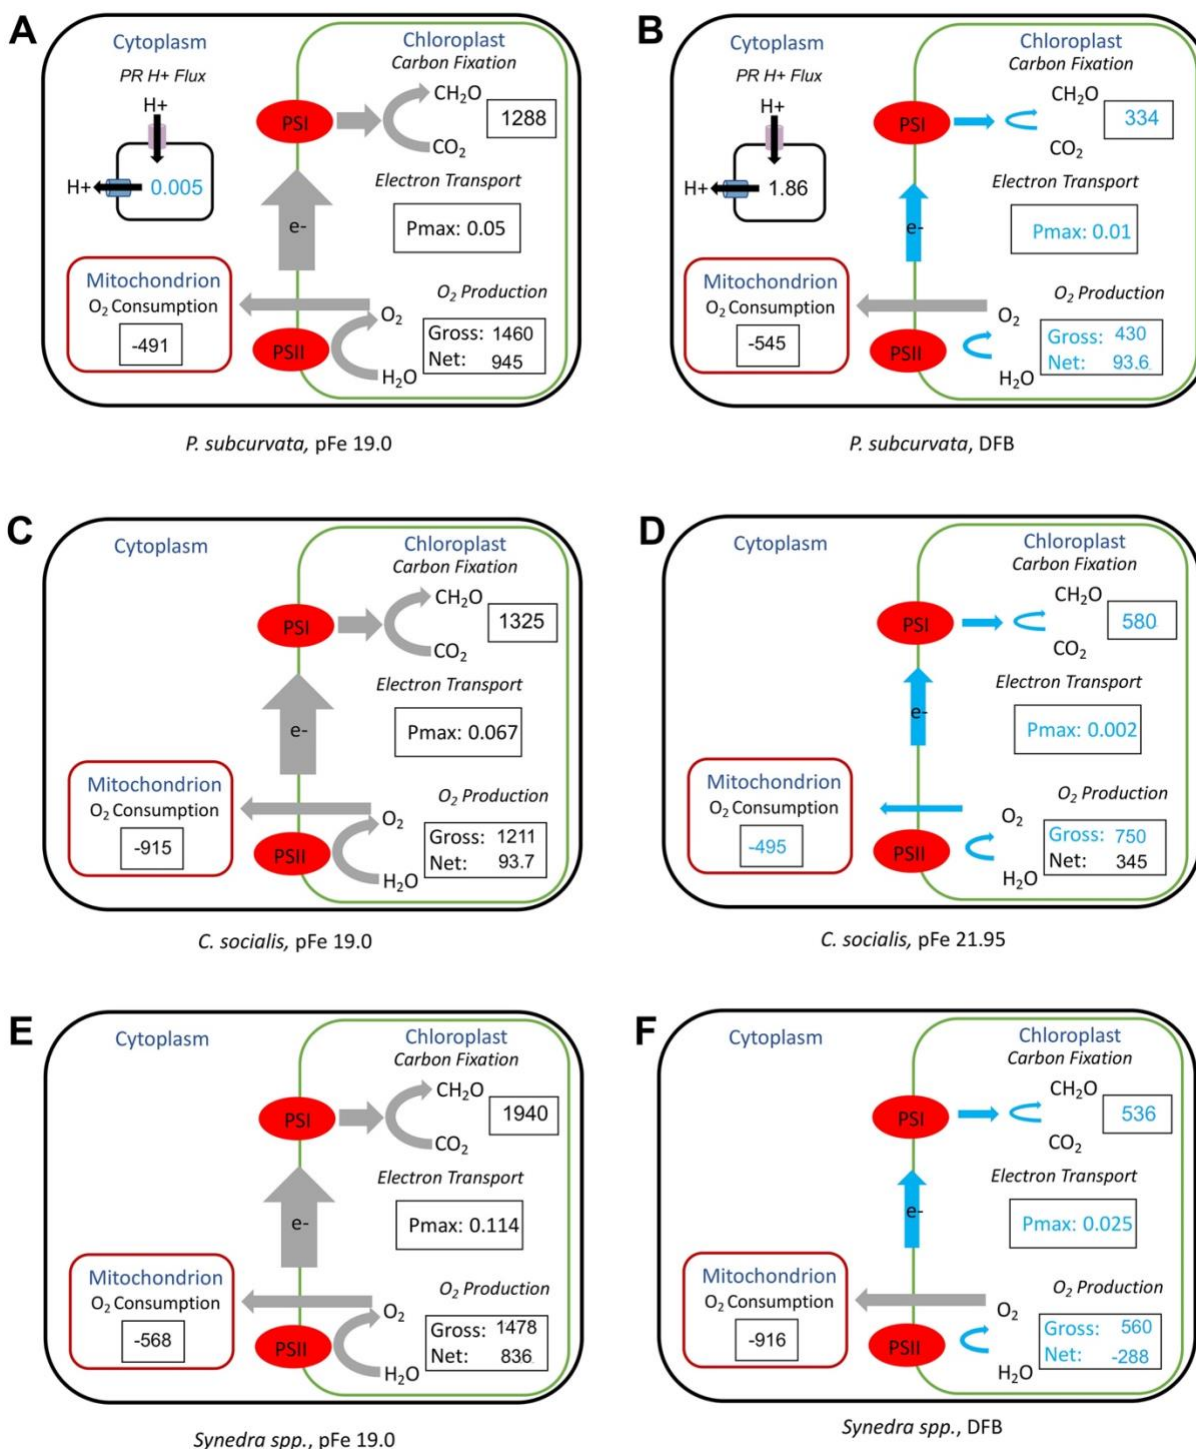 A
Cytoplasm
PR H+ Flux
H+
H+
0.005
Mitochondrion
O₂ Consumption
-491
Chloroplast
Carbon Fixation
PSI
CH₂O
1288
CO₂
Electron Transport
e-
Pmax: 0.05
O₂ Production
O₂
Gross: 1460
Net: 945
PSII
H₂O
P. subcurvata, pFe 19.0
B
Cytoplasm
PR H+ Flux
H+
H+
1.86
Mitochondrion
O₂ Consumption
-545
Chloroplast
Carbon Fixation
PSI
CH₂O
334
CO₂
Electron Transport
e-
Pmax: 0.01
O₂ Production
O₂
Gross: 430
Net: 93.6
PSII
H₂O
P. subcurvata, DFB
C
Cytoplasm
Mitochondrion
O₂ Consumption
-915
Chloroplast
Carbon Fixation
PSI
CH₂O
1325
CO₂
Electron Transport
e-
Pmax: 0.067
O₂ Production
O₂
Gross: 1211
Net: 93.7
PSII
H₂O
C. socialis, pFe 19.0
D
Cytoplasm
Mitochondrion
O₂ Consumption
-495
Chloroplast
Carbon Fixation
PSI
CH₂O
580
CO₂
Electron Transport
e-
Pmax: 0.002
O₂ Production
O₂
Gross: 750
Net: 345
PSII
H₂O
C. socialis, pFe 21.95
E
Cytoplasm
Mitochondrion
O₂ Consumption
-568
Chloroplast
Carbon Fixation
PSI
CH₂O
1940
CO₂
Electron Transport
e-
Pmax: 0.114
O₂ Production
O₂
Gross: 1478
Net: 836
PSII
H₂O
Synedra spp., pFe 19.0
F
Cytoplasm
Mitochondrion
O₂ Consumption
-916
Chloroplast
Carbon Fixation
PSI
CH₂O
536
CO₂
Electron Transport
e-
Pmax: 0.025
O₂ Production
O₂
Gross: 560
Net: -288
PSII
H₂O
Synedra spp., DFB